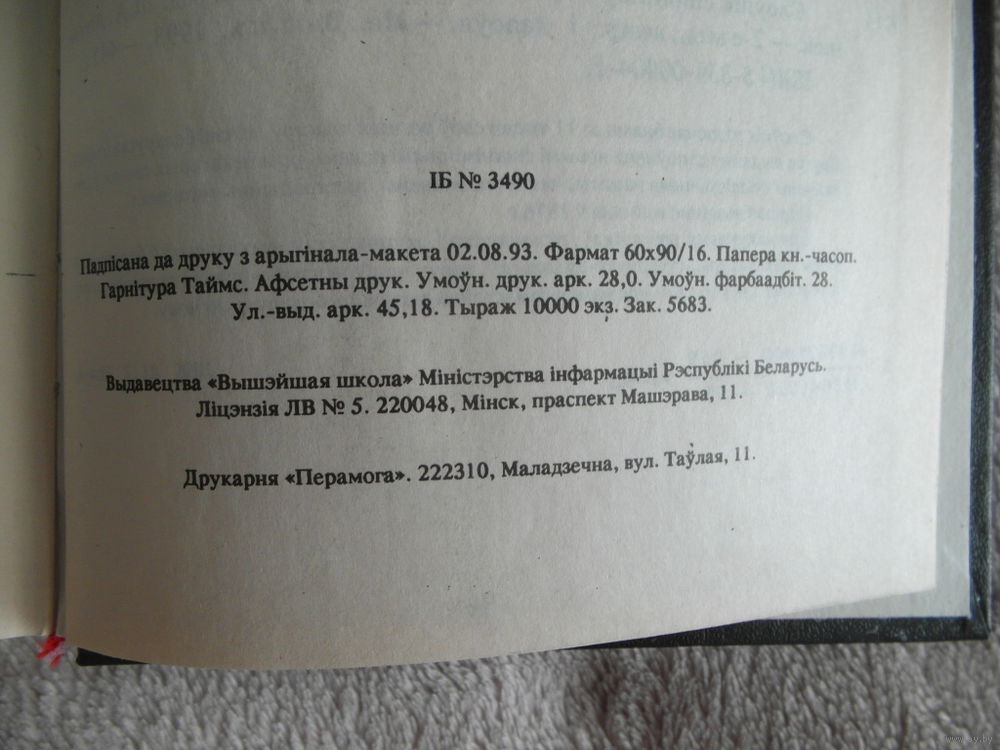 ІБ № 3490
Падпісана да друку з арыгінала-макета 02.08.93. Фармат 60х90/16. Папера кн.-часоп.
Гарнітура Таймс. Афсетны друк. Умоўн. друк. арк. 28,0. Умоўн. фарбаадбіт. 28.
Ул.-выд. арк. 45,18. Тыраж 10000 экз. Зак. 5683.
Выдавецтва «Вышэйшая школа» Міністэрства інфармацыі Рэспублікі Беларусь.
Ліцэнзія ЛВ № 5. 220048, Мінск, праспект Машэрава, 11.
Друкарня «Перамога». 222310, Маладзечна, вул. Таўлая, 11.